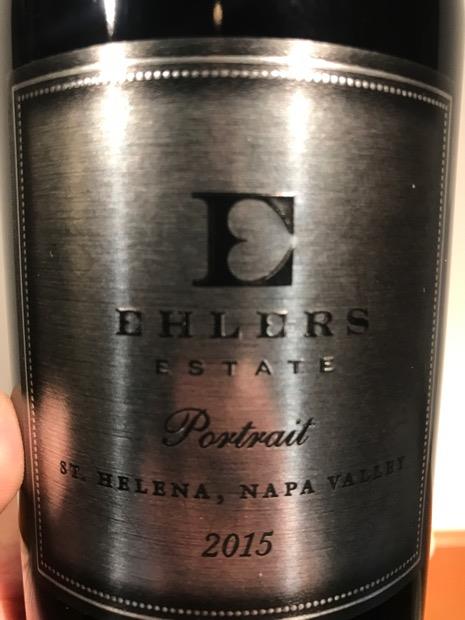 E
EHLERS
ESTATE
Portrait
ST. HELENA, NAPA VALLEY
2015